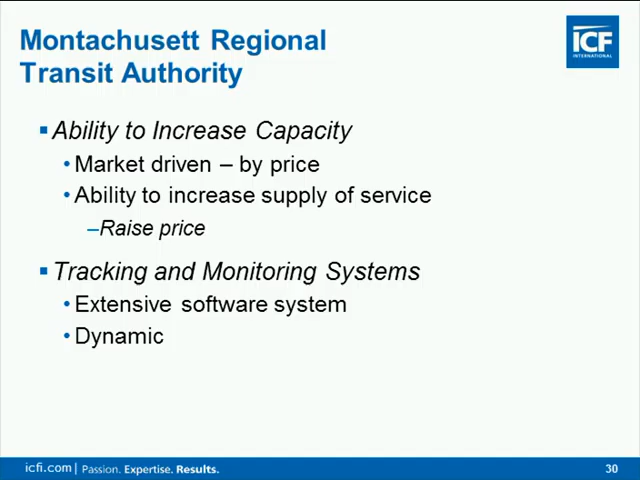 Montachusett Regional
Transit Authority
ICF
INTERNATIONAL
▪Ability to Increase Capacity
•Market driven – by price
•Ability to increase supply of service
–Raise price
▪Tracking and Monitoring Systems
•Extensive software system
•Dynamic
icfi.com | Passion. Expertise. Results.
30